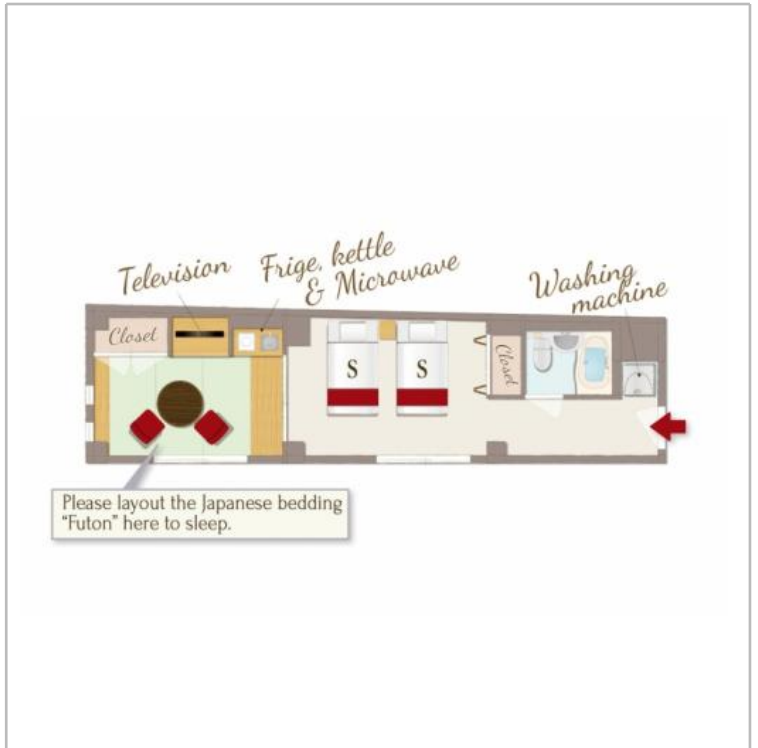 Television
Frige, kettle
& Microwave
Washing
machine
Closet
S
S
Closet
Please layout the Japanese bedding
"Futon" here to sleep.